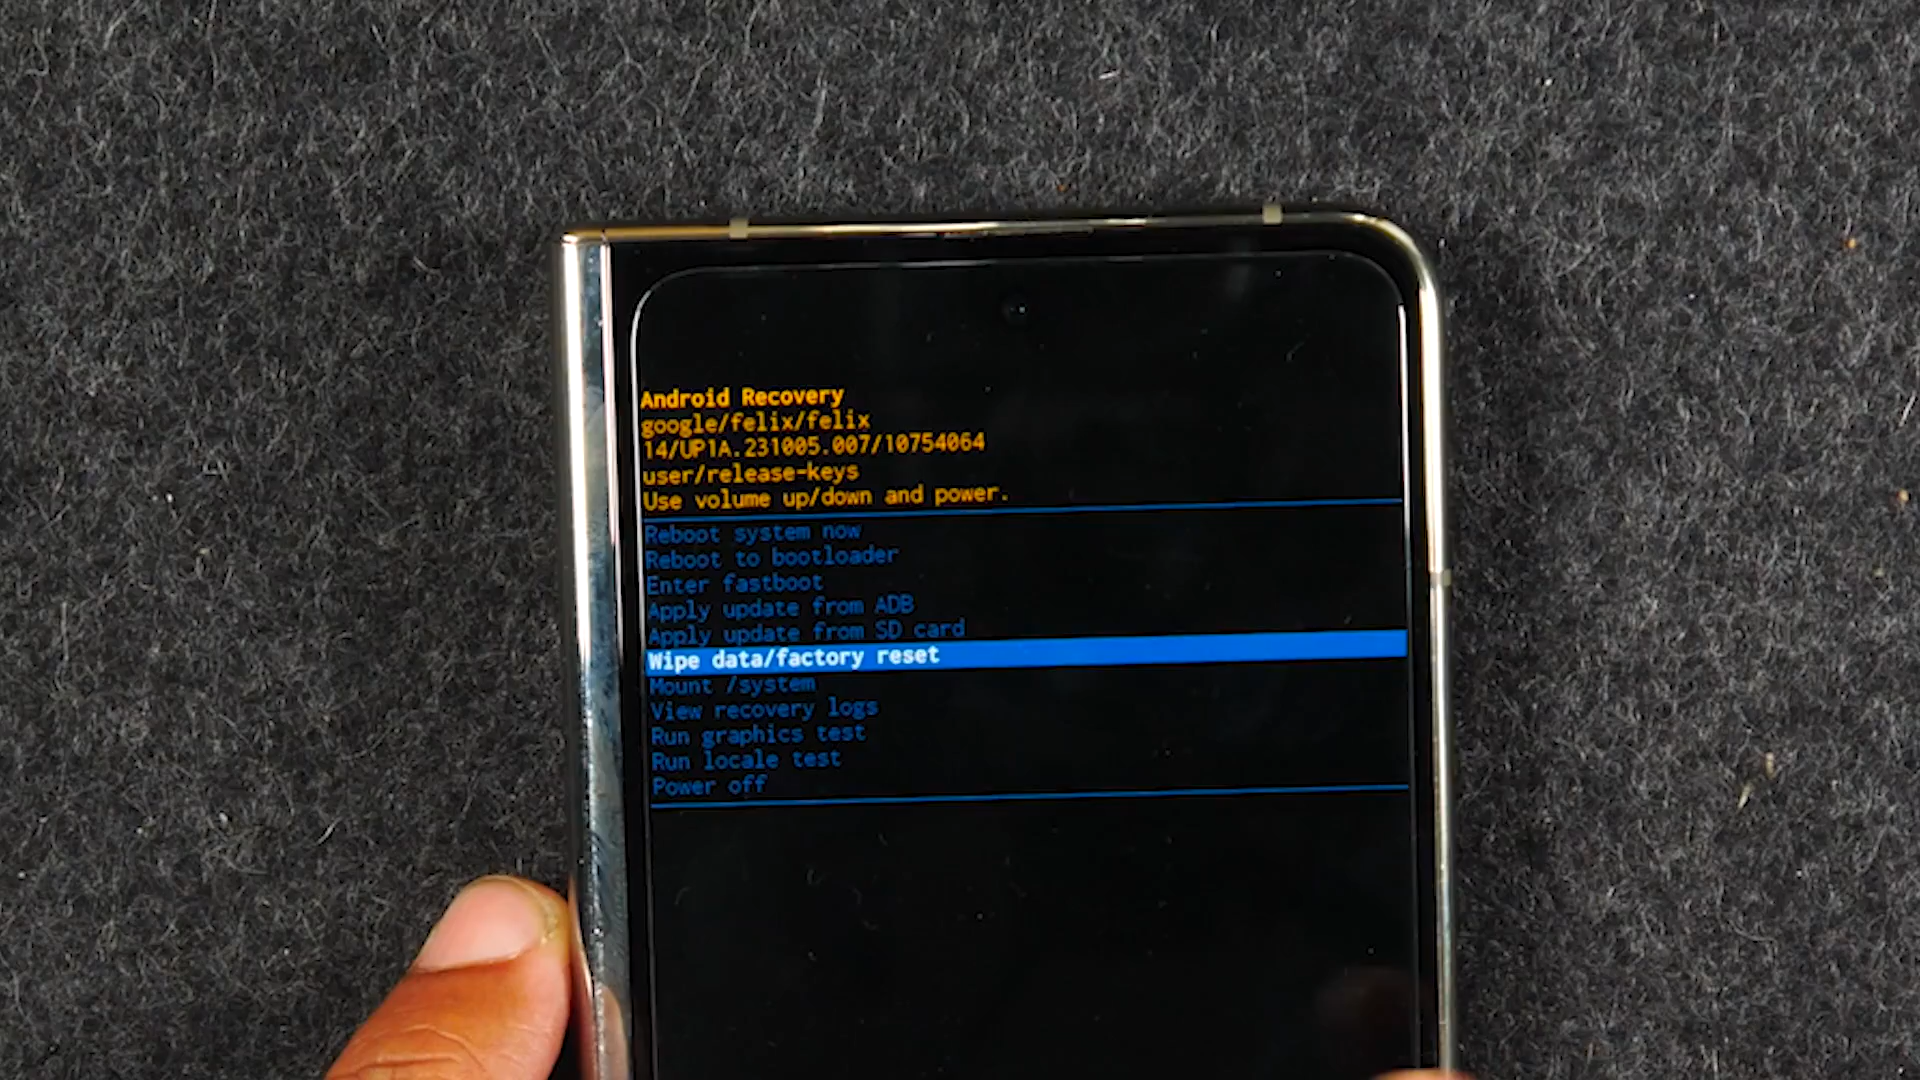 Android Recovery
google/felix/felix
14/UP1A.231005.007/10754064
user/release-keys
Use volume up/down and power.
Reboot system now
Reboot to bootloader
Enter fastboot
Apply update from ADB
Apply update from SD card
Wipe data/factory reset
Mount /system
View recovery logs
Run graphics test
Run locale test
Power off